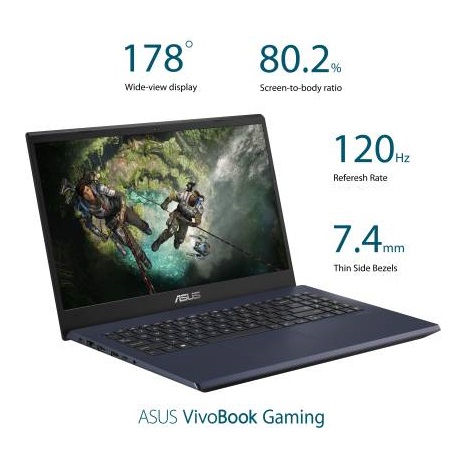 178°
Wide-view display
80.2%
Screen-to-body ratio
120Hz
Referesh Rate
7.4mm
Thin Side Bezels
ASUS
ASUS VivoBook Gaming